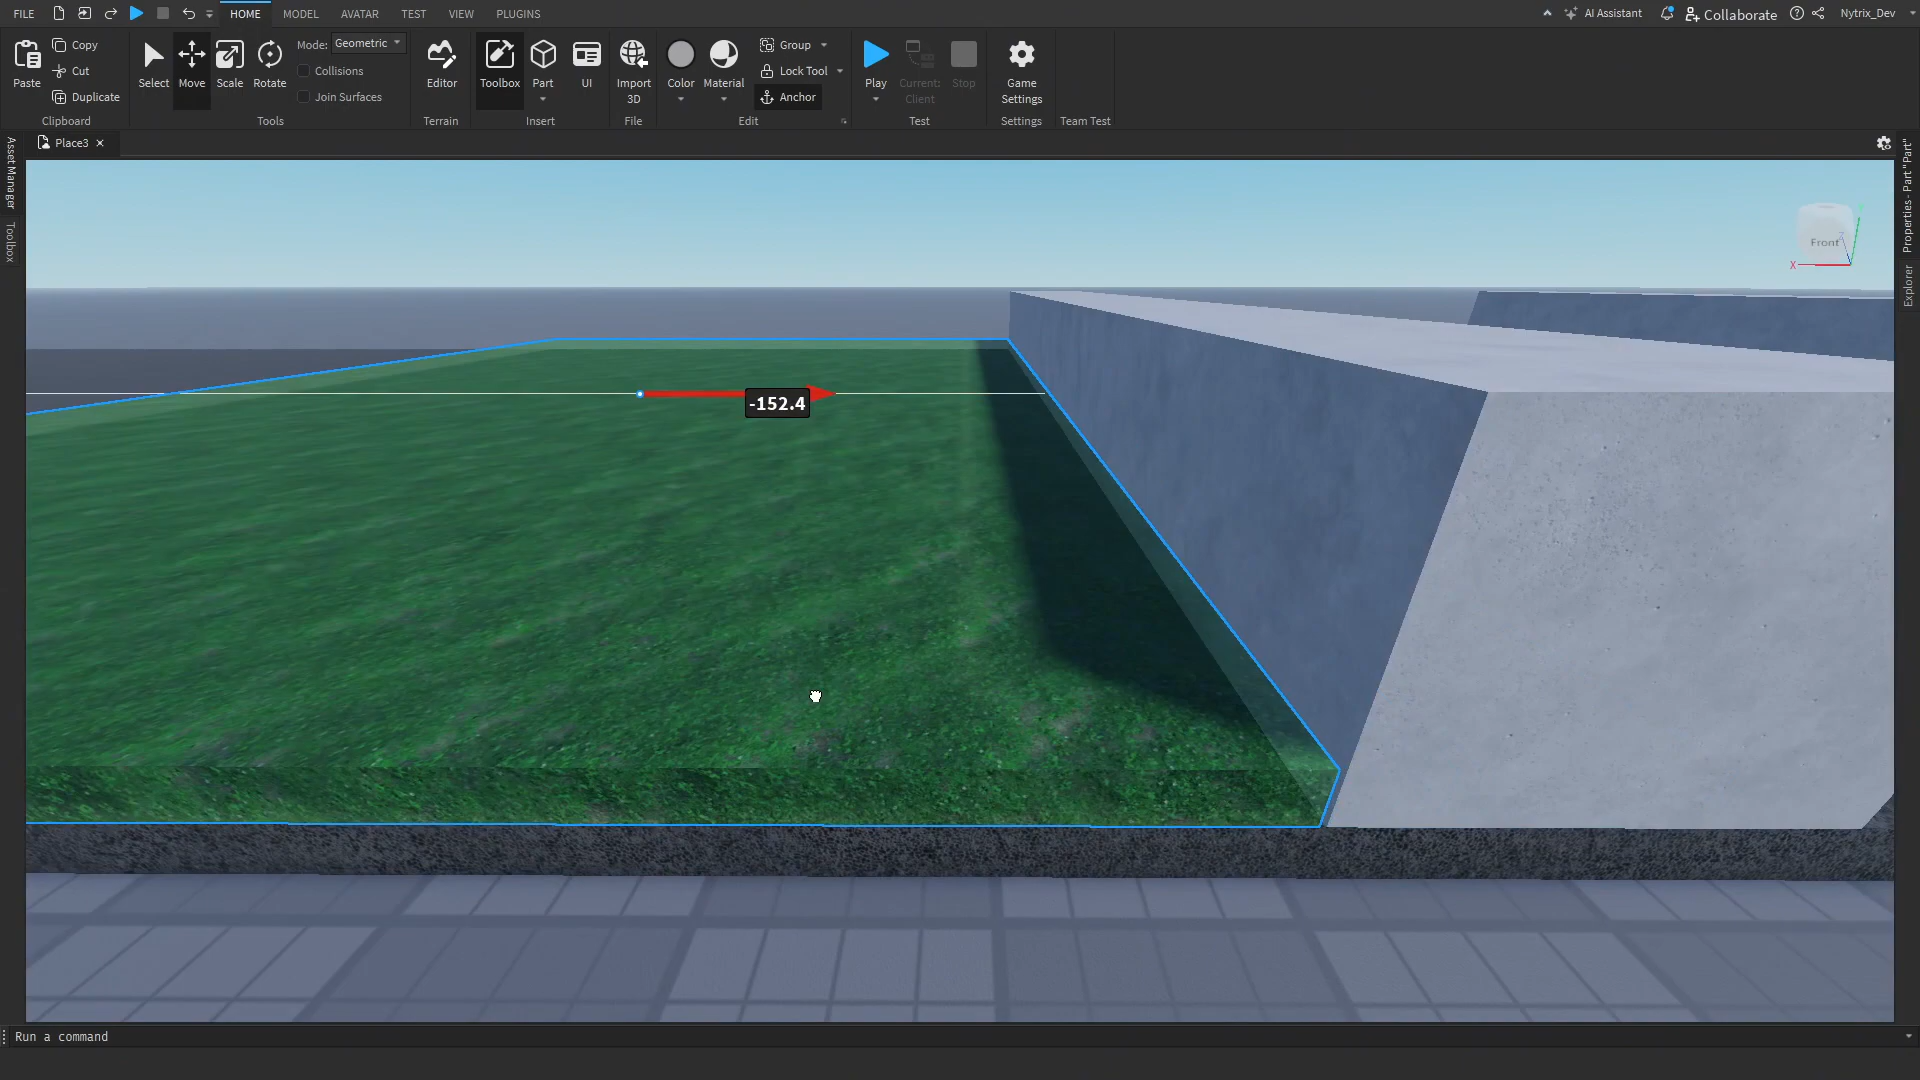 FILE HOME MODEL AVATAR TEST VIEW PLUGINS AI Assistant Collaborate Nytrix_Dev
Paste Copy Cut Duplicate
Clipboard
Select Move Scale Rotate Mode: Geometric
Collisions
Join Surfaces
Tools
Editor
Terrain
Toolbox Part UI
Insert
Import
3D
File
Color Material Group
Lock Tool
Anchor
Edit
Play Current:
Client Stop
Test
Game
Settings
Settings
Team Test
Place3
Asset Manager
Toolbox
Properties - Part "Part"
Explorer
Front
X
Z
-152.4
Run a command